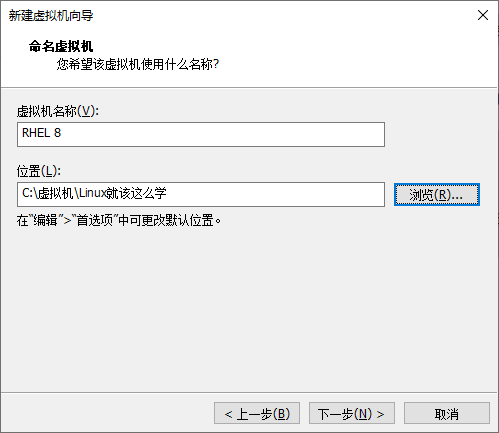 新建虚拟机向导
命名虚拟机
您希望该虚拟机使用什么名称?
虚拟机名称(V):
RHEL 8
位置(L):
C:\虚拟机\Linux就该这么学
浏览(R)...
在“编辑”>“首选项”中可更改默认位置。
< 上一步(B)
下一步(N) >
取消